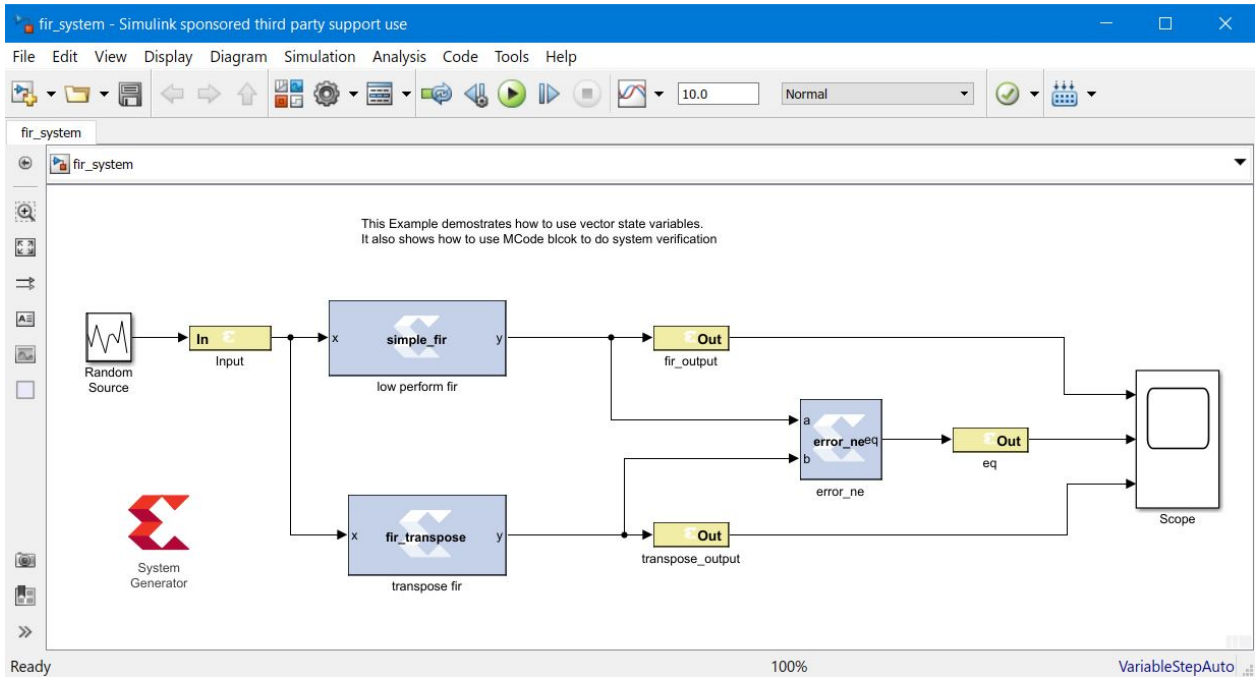 fir_system - Simulink sponsored third party support use
File Edit View Display Diagram Simulation Analysis Code Tools Help
10.0 Normal
fir_system
fir_system
This Example demostrates how to use vector state variables.
It also shows how to use MCode blcok to do system verification
Random
Source
In
Input
x simple_fir y
low perform fir
Out
fir_output
a
b
error_ne eq
error_ne
Out
eq
Scope
x fir_transpose y
transpose fir
Out
transpose_output
System
Generator
Ready 100% VariableStepAuto